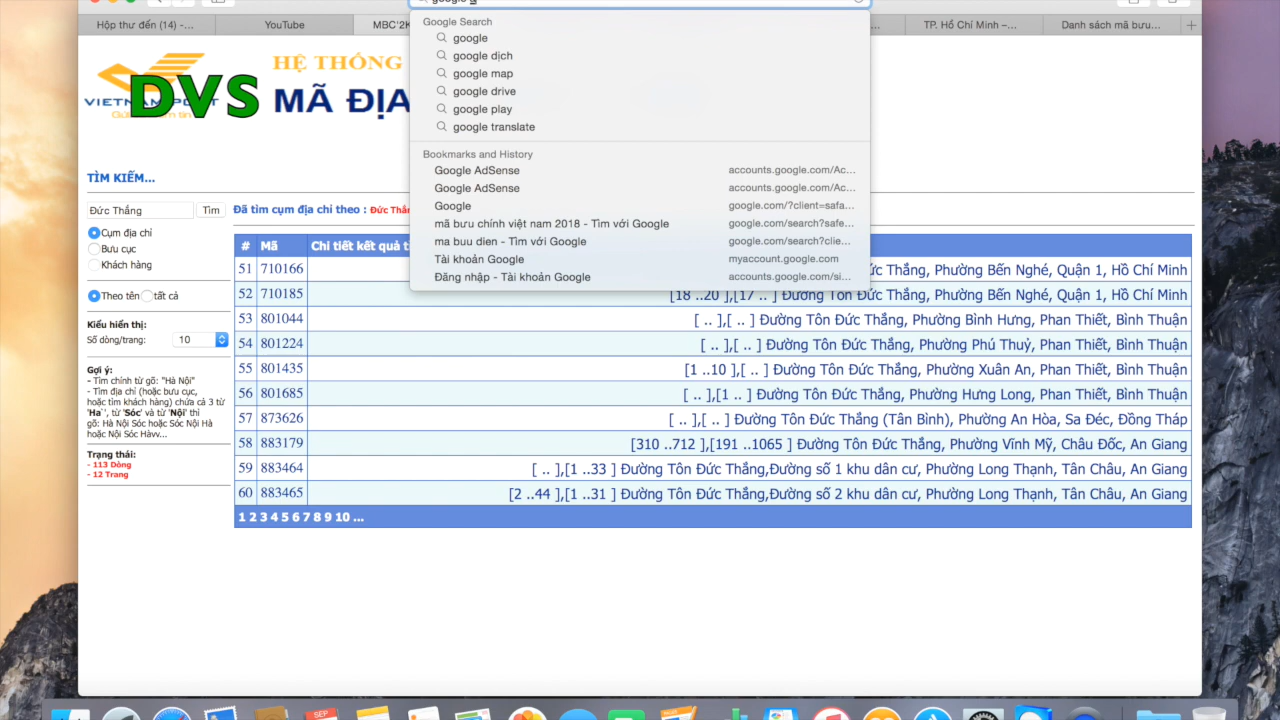 google g
Hộp thư đến (14) -...
YouTube
MBC'2K
TP. Hồ Chí Minh –...
Danh sách mã bưu...
Google Search
google
google dịch
google map
google drive
google play
google translate
Bookmarks and History
Google AdSense accounts.google.com/Ac...
Google AdSense accounts.google.com/Ac...
Google google.com/?client=safa...
mã bưu chính việt nam 2018 - Tìm với Google google.com/search?safe...
ma buu dien - Tìm với Google google.com/search?clie...
Tài khoản Google myaccount.google.com
Đăng nhập - Tài khoản Google accounts.google.com/si...
VIETNAM POST
DVS
HỆ THỐNG
MÃ ĐỊA
TÌM KIẾM...
Đức Thắng Tìm
Cụm địa chỉ
Bưu cục
Khách hàng
Theo tên tất cả
Kiểu hiển thị:
Số dòng/trang: 10
Gợi ý:
- Tìm chính từ gõ: "Hà Nội"
- Tìm địa chỉ (hoặc bưu cục,
hoặc tìm khách hàng) chứa cả 3 từ
'Ha`', từ 'Sóc' và từ 'Nội' thì
gõ: Hà Nội Sóc hoặc Sóc Nội Hà
hoặc Nội Sóc Hàvv...
Trạng thái:
- 113 Dòng
- 12 Trang
Đã tìm cụm địa chỉ theo : Đức Thắn
# Mã Chi tiết kết quả t
51 710166 ức Thắng, Phường Bến Nghé, Quận 1, Hồ Chí Minh
52 710185 [18 ..20 ],[17 .. ] Đường Tôn Đức Thắng, Phường Bến Nghé, Quận 1, Hồ Chí Minh
53 801044 [ .. ],[ .. ] Đường Tôn Đức Thắng, Phường Bình Hưng, Phan Thiết, Bình Thuận
54 801224 [ .. ],[ .. ] Đường Tôn Đức Thắng, Phường Phú Thuỷ, Phan Thiết, Bình Thuận
55 801435 [1 ..10 ],[ .. ] Đường Tôn Đức Thắng, Phường Xuân An, Phan Thiết, Bình Thuận
56 801685 [ .. ],[1 .. ] Đường Tôn Đức Thắng, Phường Hưng Long, Phan Thiết, Bình Thuận
57 873626 [ .. ],[ .. ] Đường Tôn Đức Thắng (Tân Bình), Phường An Hòa, Sa Đéc, Đồng Tháp
58 883179 [310 ..712 ],[191 ..1065 ] Đường Tôn Đức Thắng, Phường Vĩnh Mỹ, Châu Đốc, An Giang
59 883464 [ .. ],[1 ..33 ] Đường Tôn Đức Thắng,Đường số 1 khu dân cư, Phường Long Thạnh, Tân Châu, An Giang
60 883465 [2 ..44 ],[1 ..31 ] Đường Tôn Đức Thắng,Đường số 2 khu dân cư, Phường Long Thạnh, Tân Châu, An Giang
1 2 3 4 5 6 7 8 9 10 ...
SEP